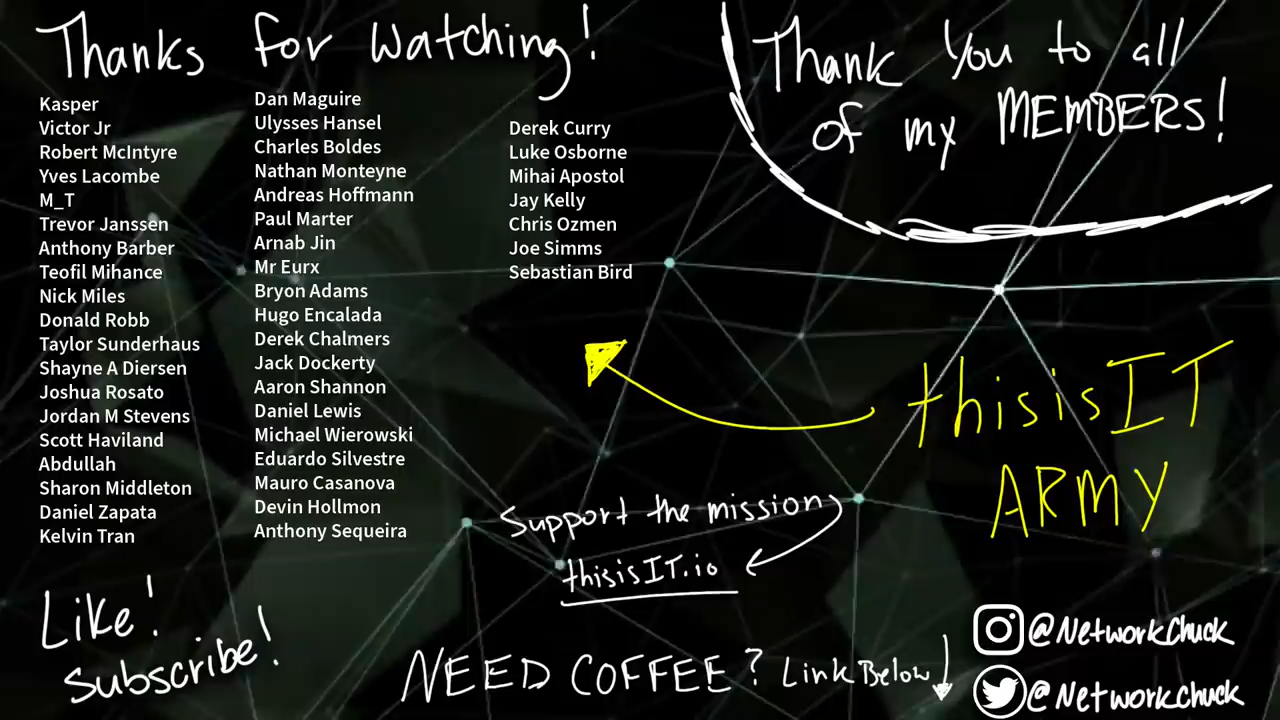 Thanks for watching!
Kasper
Victor Jr
Robert McIntyre
Yves Lacombe
M_T
Trevor Janssen
Anthony Barber
Teofil Mihance
Nick Miles
Donald Robb
Taylor Sunderhaus
Shayne A Diersen
Joshua Rosato
Jordan M Stevens
Scott Haviland
Abdullah
Sharon Middleton
Daniel Zapata
Kelvin Tran
Dan Maguire
Ulysses Hansel
Charles Boldes
Nathan Monteyne
Andreas Hoffmann
Paul Marter
Arnab Jin
Mr Eurx
Bryon Adams
Hugo Encalada
Derek Chalmers
Jack Dockerty
Aaron Shannon
Daniel Lewis
Michael Wierowski
Eduardo Silvestre
Mauro Casanova
Devin Hollmon
Anthony Sequeira
Derek Curry
Luke Osborne
Mihai Apostol
Jay Kelly
Chris Ozmen
Joe Simms
Sebastian Bird
Thank You to all
of my MEMBERS!
thisisIT
ARMY
Support the mission
thisisIT.io
Like!
Subscribe!
NEED COFFEE? Link Below
@NetworkChuck
@Networkchuck